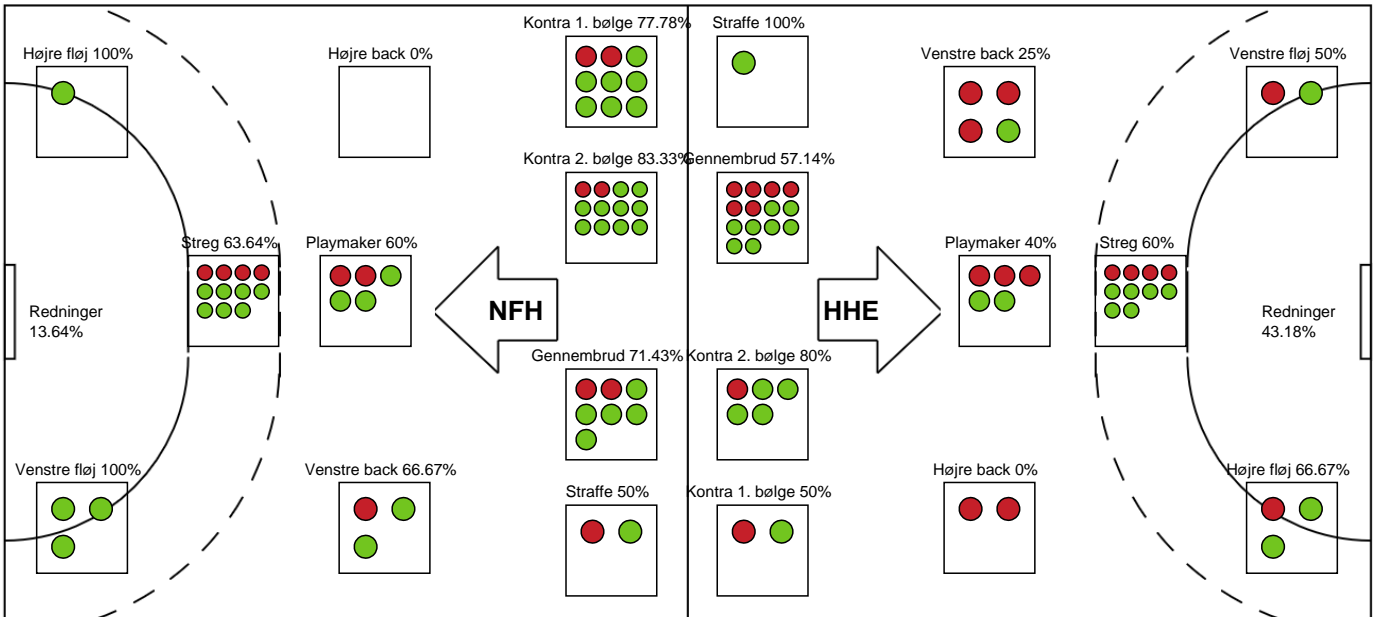 Kontra 1. bølge 77.78%
Straffe 100%
Højre fløj 100%
Højre back 0%
Venstre back 25%
Venstre fløj 50%
Kontra 2. bølge 83.33%
Gennembrud 57.14%
Streg 63.64%
Playmaker 60%
Playmaker 40%
Streg 60%
Redninger
13.64%
NFH
HHE
Redninger
43.18%
Gennembrud 71.43%
Kontra 2. bølge 80%
Venstre fløj 100%
Venstre back 66.67%
Højre back 0%
Højre fløj 66.67%
Straffe 50%
Kontra 1. bølge 50%